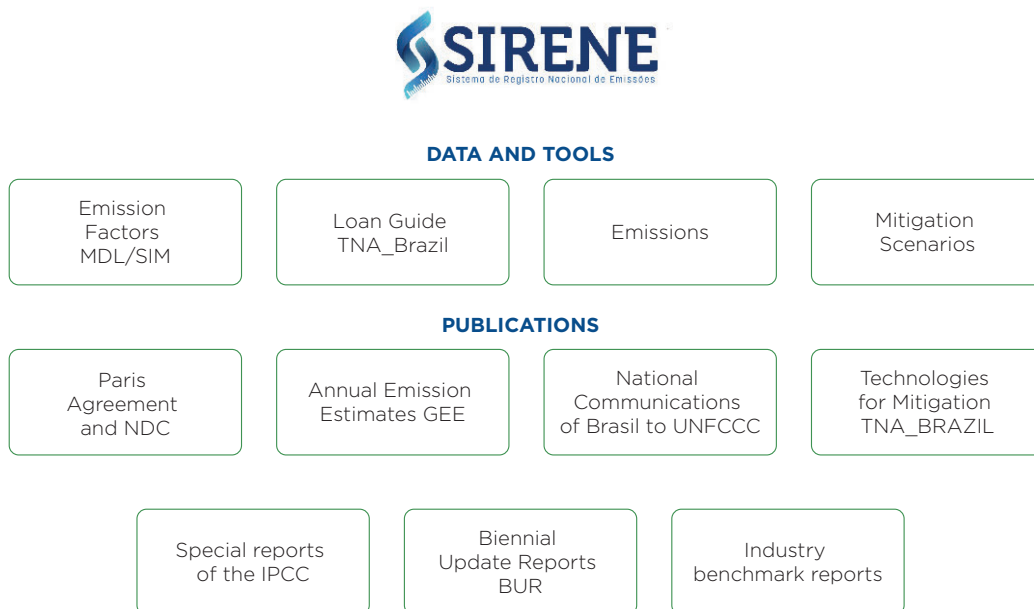 SIRENE
Sistema de Registro Nacional de Emissões
DATA AND TOOLS
Emission
Factors
MDL/SIM
Loan Guide
TNA_Brazil
Emissions
Mitigation
Scenarios
PUBLICATIONS
Paris
Agreement
and NDC
Annual Emission
Estimates GEE
National
Communications
of Brasil to UNFCCC
Technologies
for Mitigation
TNA_BRAZIL
Special reports
of the IPCC
Biennial
Update Reports
BUR
Industry
benchmark reports